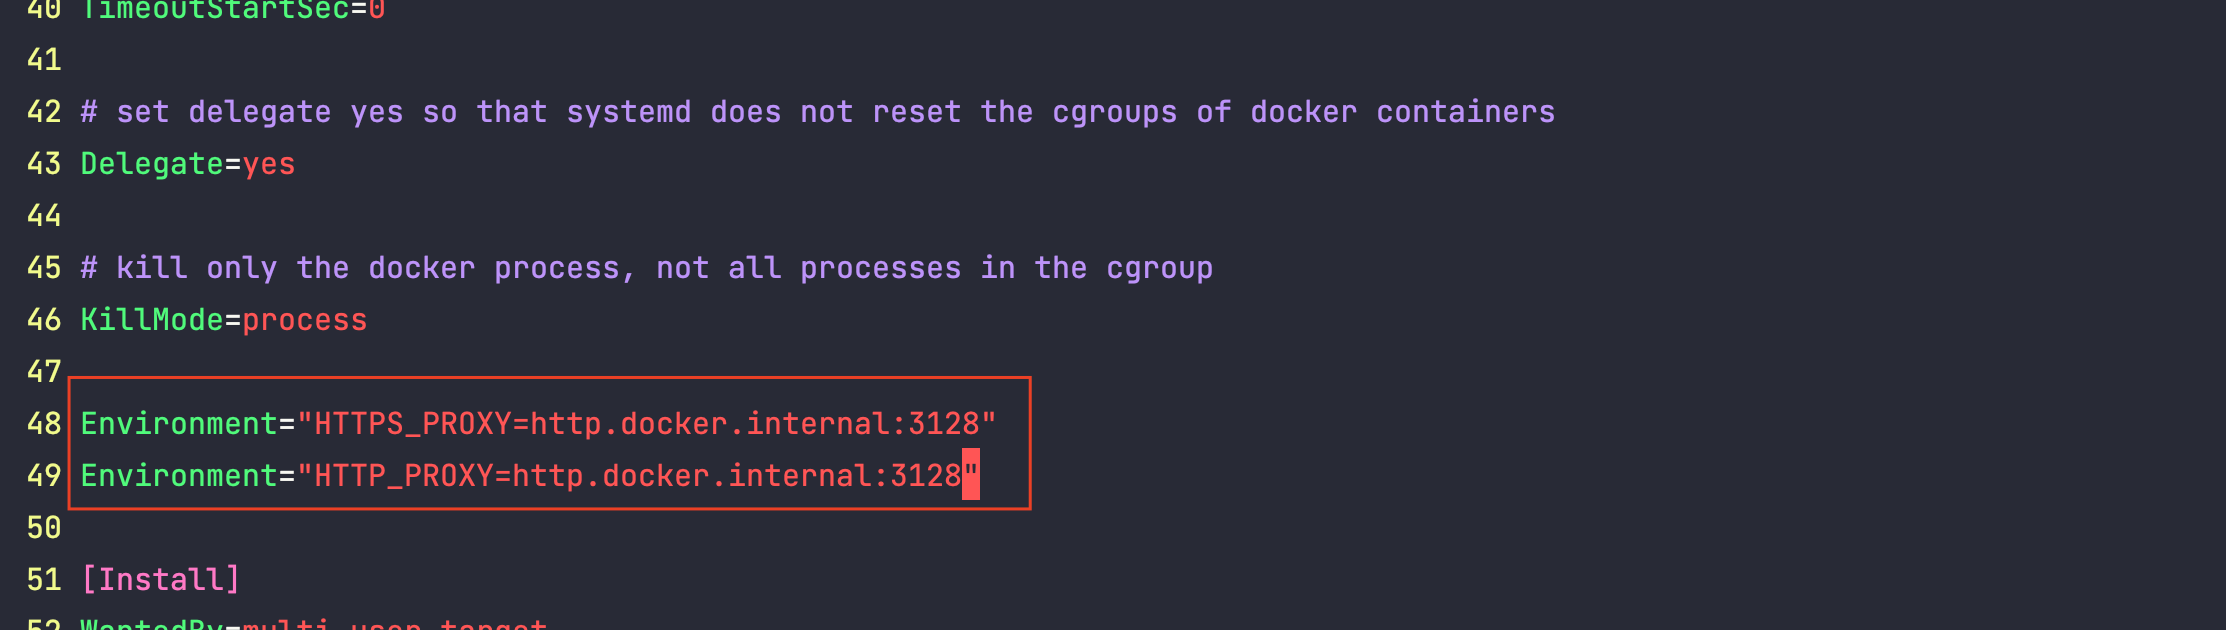 40 TimeoutStartSec=0
41
42 # set delegate yes so that systemd does not reset the cgroups of docker containers
43 Delegate=yes
44
45 # kill only the docker process, not all processes in the cgroup
46 KillMode=process
47
48 Environment="HTTPS_PROXY=http.docker.internal:3128"
49 Environment="HTTP_PROXY=http.docker.internal:3128"
50
51 [Install]
52 WantedBy=multi-user.target